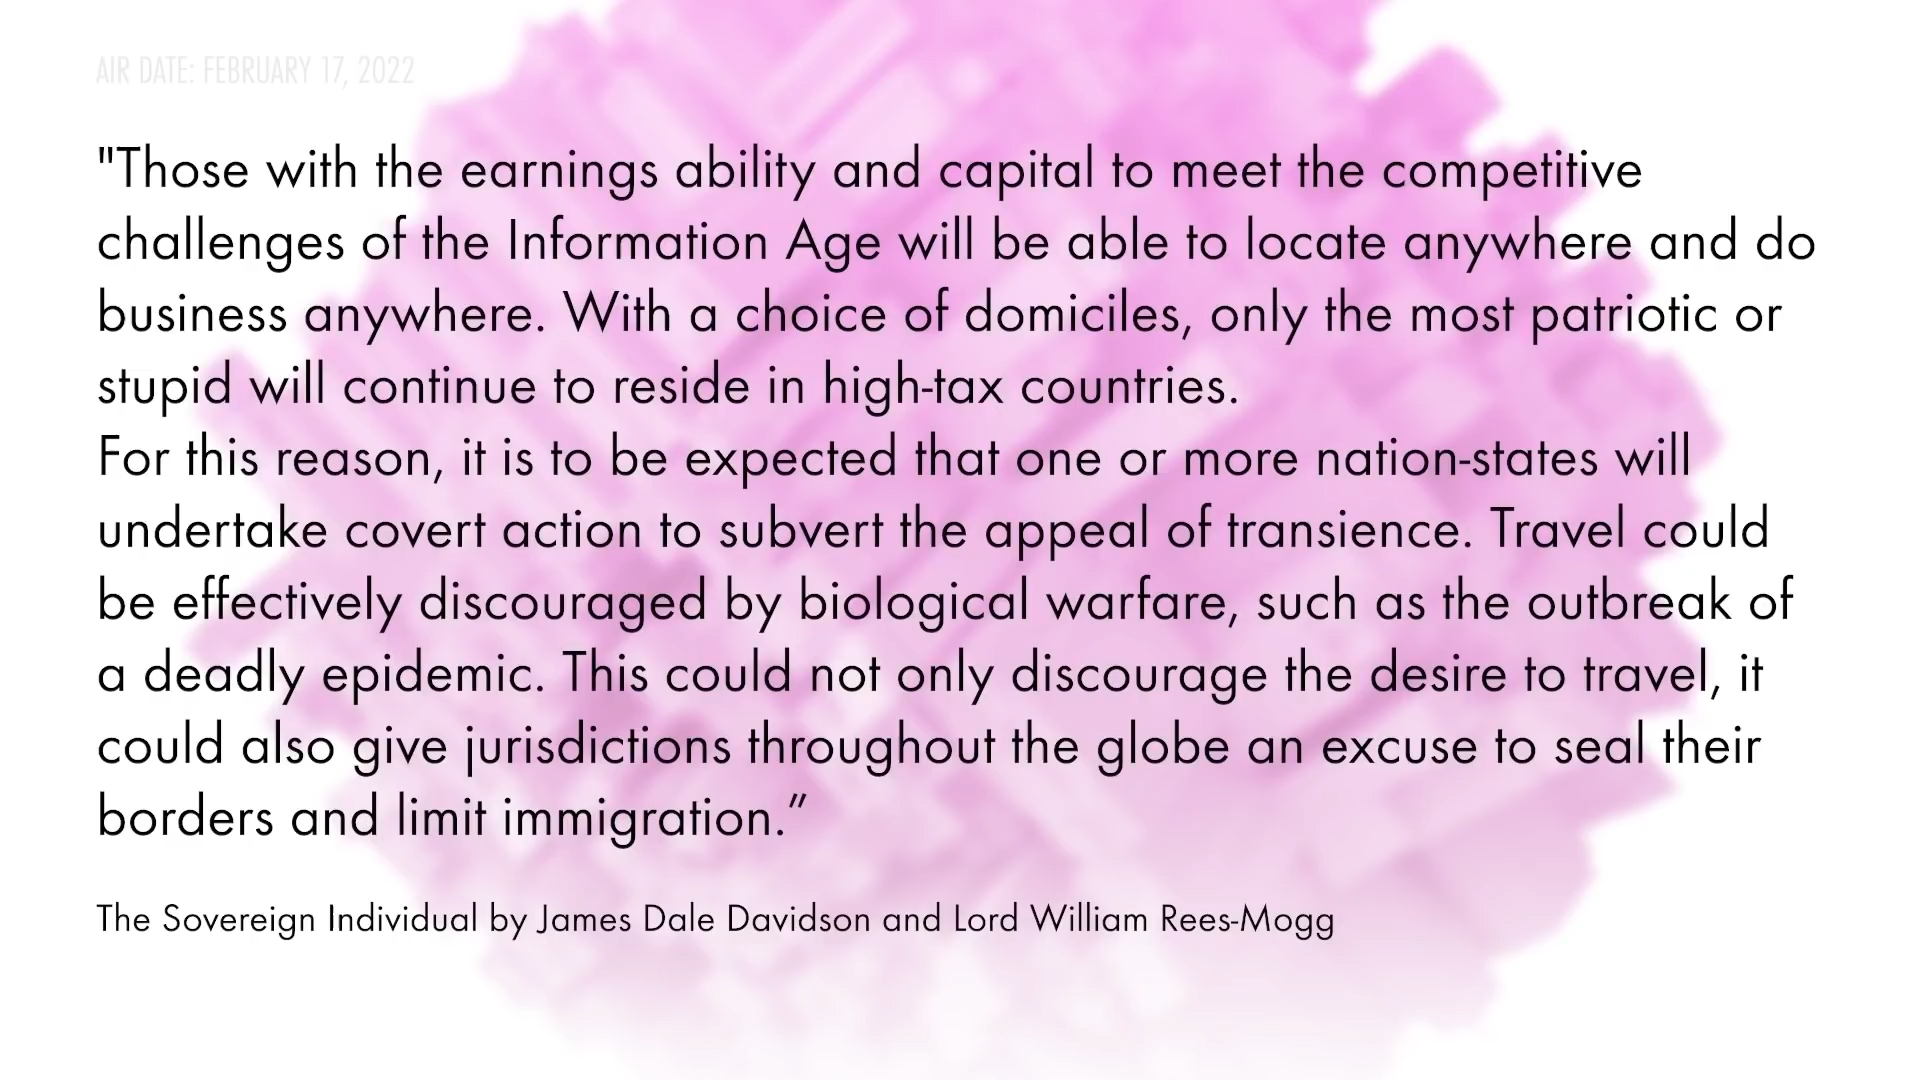 AIR DATE: FEBRUARY 17, 2022
"Those with the earnings ability and capital to meet the competitive
challenges of the Information Age will be able to locate anywhere and do
business anywhere. With a choice of domiciles, only the most patriotic or
stupid will continue to reside in high-tax countries.
For this reason, it is to be expected that one or more nation-states will
undertake covert action to subvert the appeal of transience. Travel could
be effectively discouraged by biological warfare, such as the outbreak of
a deadly epidemic. This could not only discourage the desire to travel, it
could also give jurisdictions throughout the globe an excuse to seal their
borders and limit immigration.”
The Sovereign Individual by James Dale Davidson and Lord William Rees-Mogg